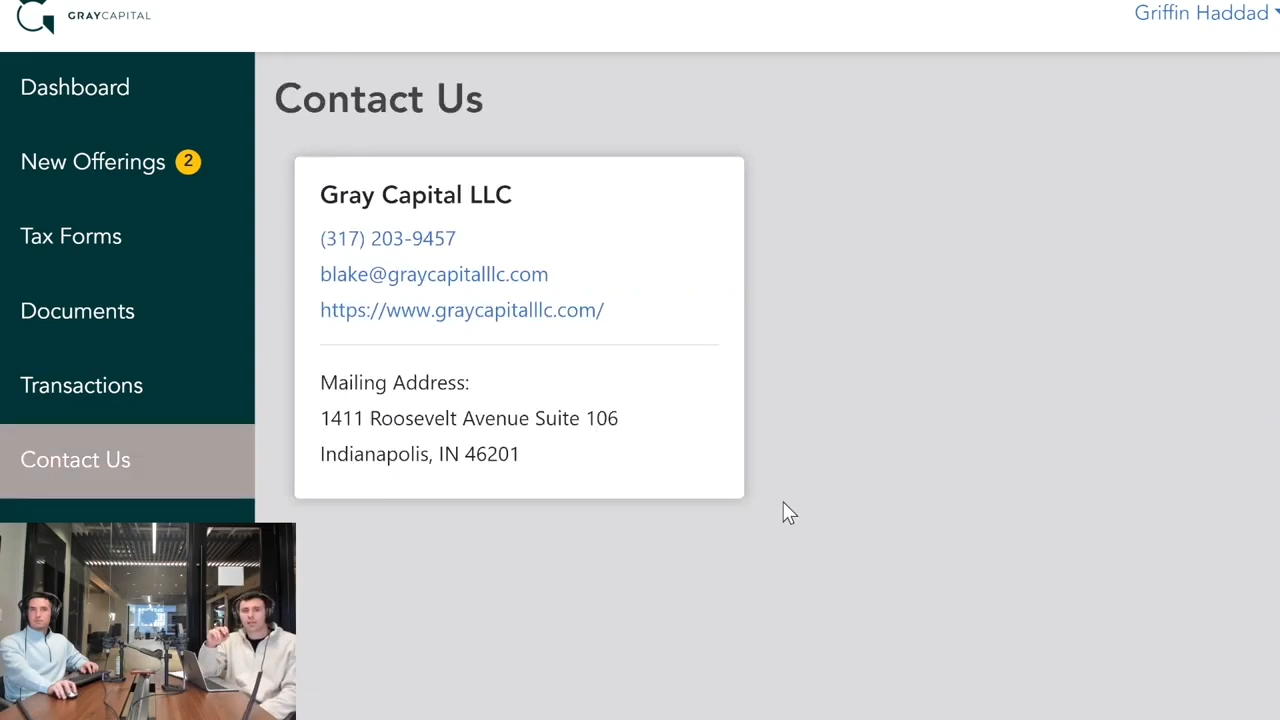 GRAYCAPITAL
Griffin Haddad
Dashboard
New Offerings 2
Tax Forms
Documents
Transactions
Contact Us
Contact Us
Gray Capital LLC
(317) 203-9457
blake@graycapitalllc.com
https://www.graycapitalllc.com/
Mailing Address:
1411 Roosevelt Avenue Suite 106
Indianapolis, IN 46201